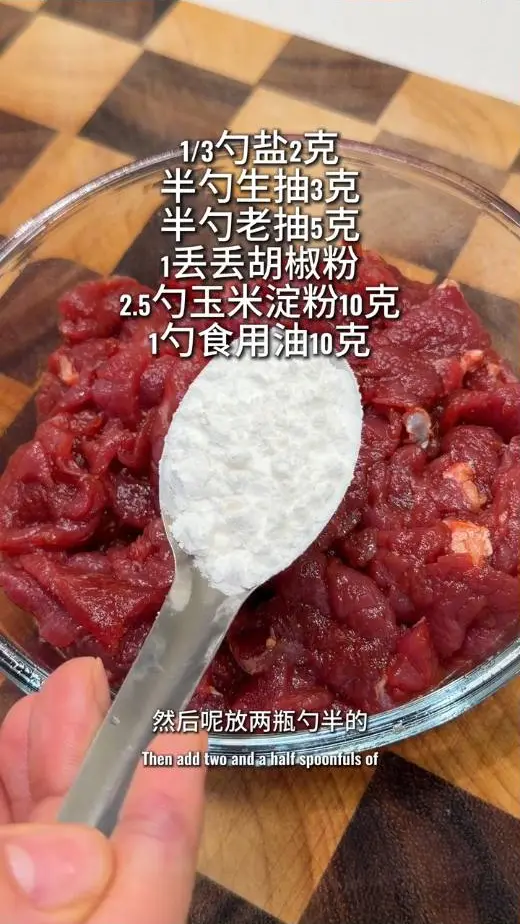 1/3勺盐2克
半勺生抽3克
半勺老抽5克
1丢丢胡椒粉
2.5勺玉米淀粉10克
1勺食用油10克
然后呢放两瓶勺半的
Then add two and a half spoonfuls of